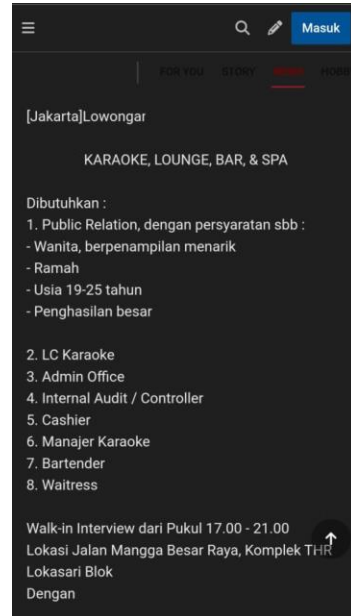 Masuk
FOR YOU STORY NEWS HOBB
[Jakarta]Lowongan
KARAOKE, LOUNGE, BAR, & SPA
Dibutuhkan :
1. Public Relation, dengan persyaratan sbb :
- Wanita, berpenampilan menarik
- Ramah
- Usia 19-25 tahun
- Penghasilan besar
2. LC Karaoke
3. Admin Office
4. Internal Audit / Controller
5. Cashier
6. Manajer Karaoke
7. Bartender
8. Waitress
Walk-in Interview dari Pukul 17.00 - 21.00
Lokasi Jalan Mangga Besar Raya, Komplek THR
Lokasari Blok
Dengan